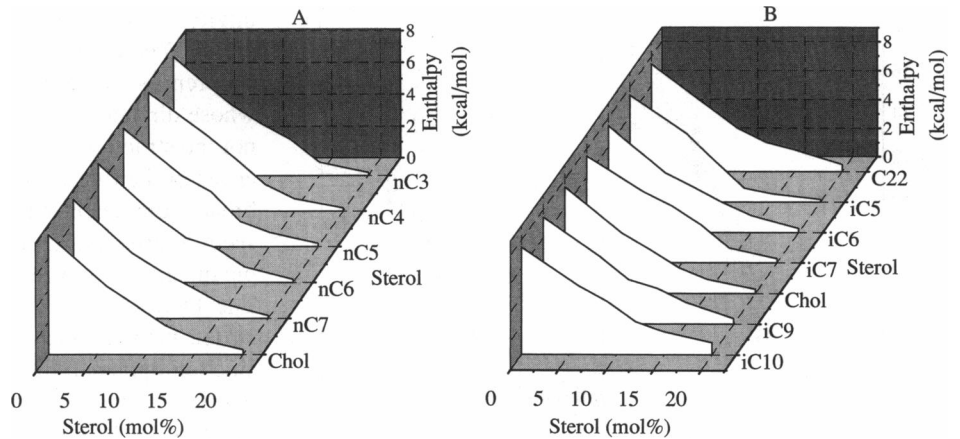 A
8
6
4
2
0
Enthalpy
(kcal/mol)
nC3
nC4
nC5
nC6
nC7
Chol
Sterol
0 5 10 15 20
Sterol (mol%)
B
8
6
4
2
0
Enthalpy
(kcal/mol)
C22
iC5
iC6
iC7
Chol
iC9
iC10
Sterol
0 5 10 15 20
Sterol (mol%)